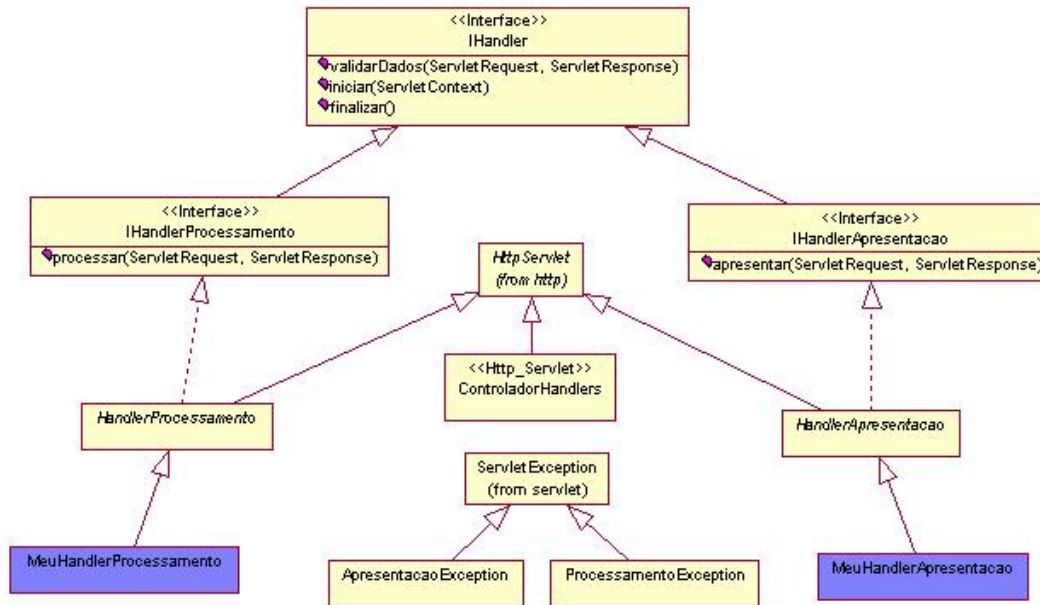 <<Interface>>
IHandler
validarDados(ServletRequest, ServletResponse)
iniciar(ServletContext)
finalizar()
<<Interface>>
IHandlerProcessamento
processar(ServletRequest, ServletResponse)
<<Interface>>
IHandlerApresentacao
apresentar(ServletRequest, ServletResponse)
HttpServlet
(from http)
<<Http_Servlet>>
ControladorHandlers
HandlerProcessamento
HandlerApresentacao
ServletException
(from servlet)
MeuHandlerProcessamento
ApresentacaoException
ProcessamentoException
MeuHandlerApresentacao